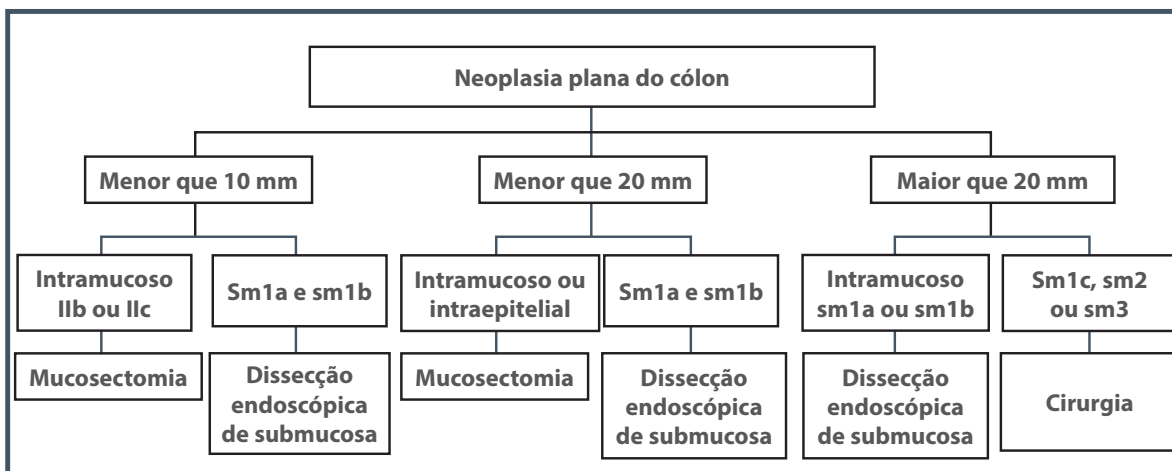 Neoplasia plana do cólon
Menor que 10 mm
Menor que 20 mm
Maior que 20 mm
Intramucoso
IIb ou IIc
Sm1a e sm1b
Intramucoso ou
intraepitelial
Sm1a e sm1b
Intramucoso
sm1a ou sm1b
Sm1c, sm2
ou sm3
Mucosectomia
Dissecção
endoscópica
de submucosa
Mucosectomia
Dissecção
endoscópica
de submucosa
Dissecção
endoscópica
de submucosa
Cirurgia